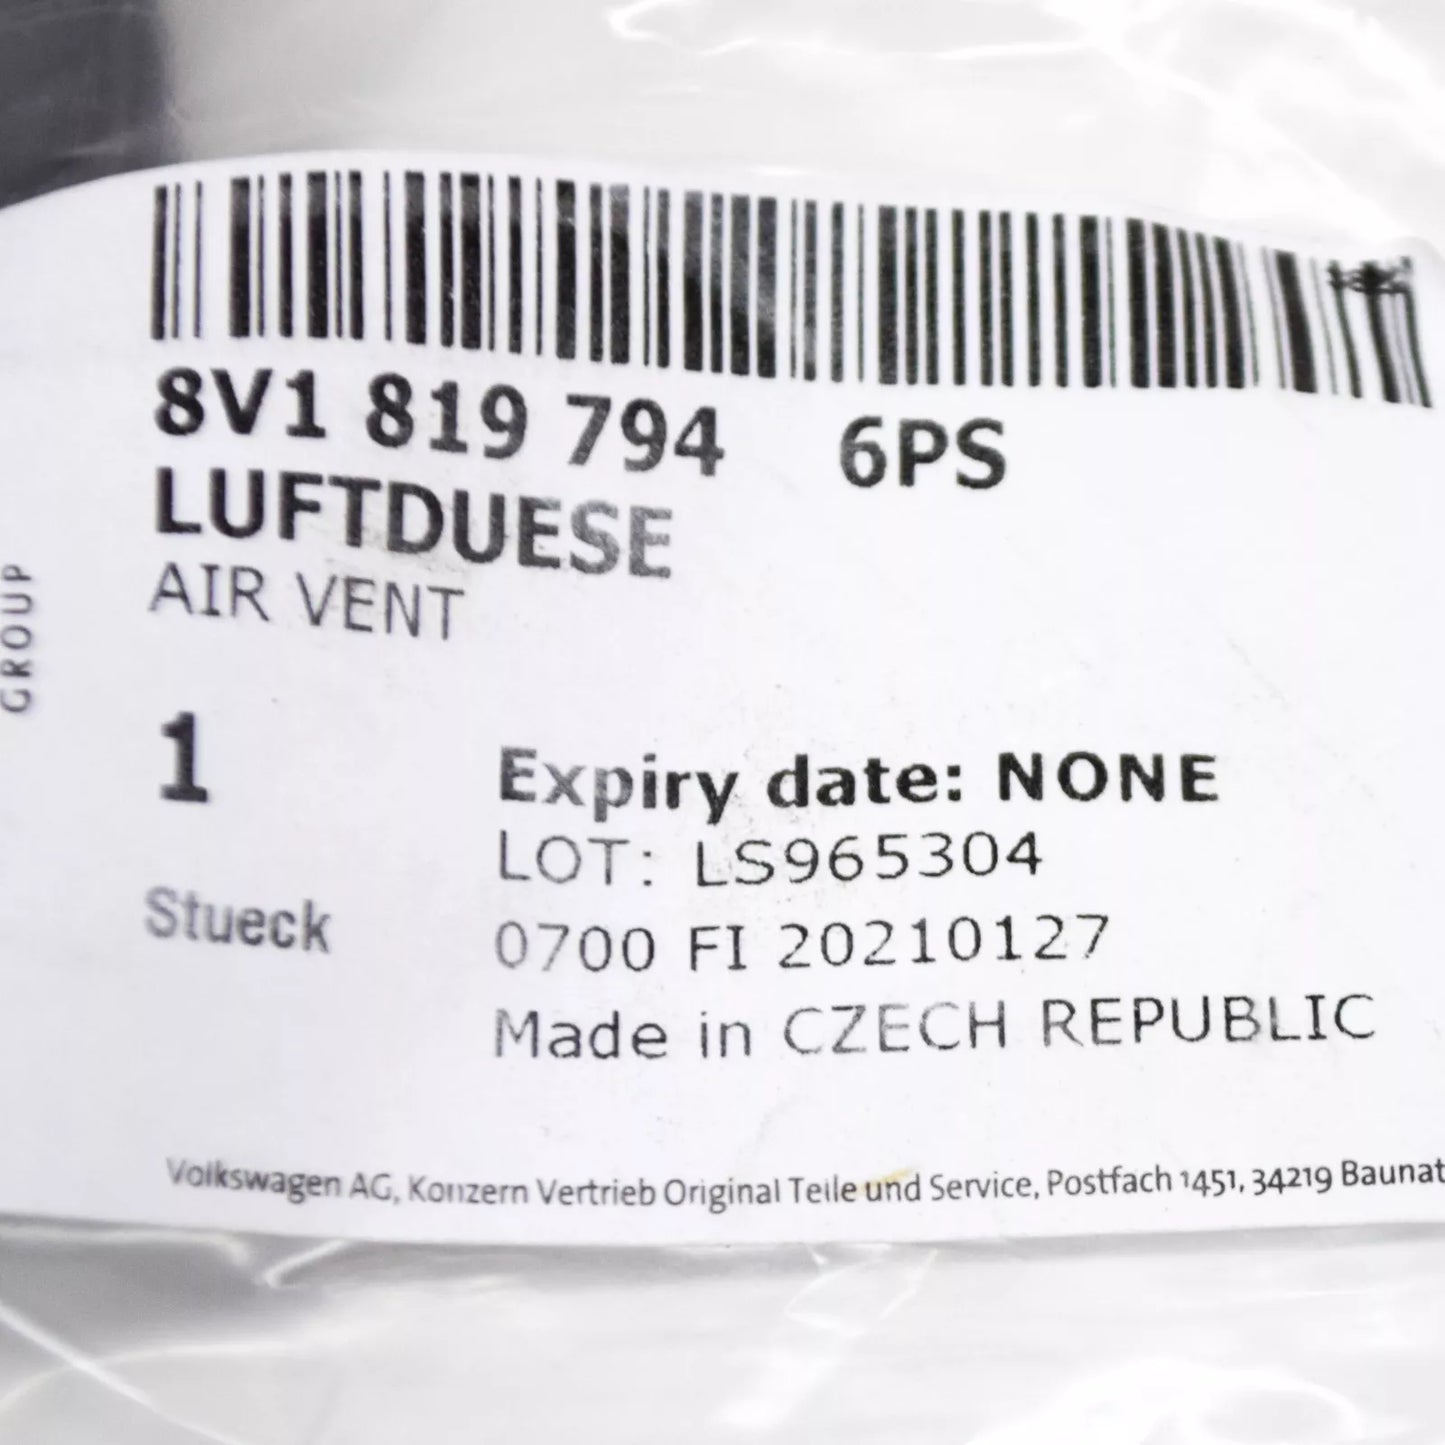 8V1 819 794 6PS
LUFTDUESE
AIR VENT
GROUP
1
Expiry date: NONE
LOT: LS965304
Stueck
0700 FI 20210127
Made in CZECH REPUBLIC
Volkswagen AG, Konzern Vertrieb Original Teile und Service, Postfach 1451, 34219 Baunat